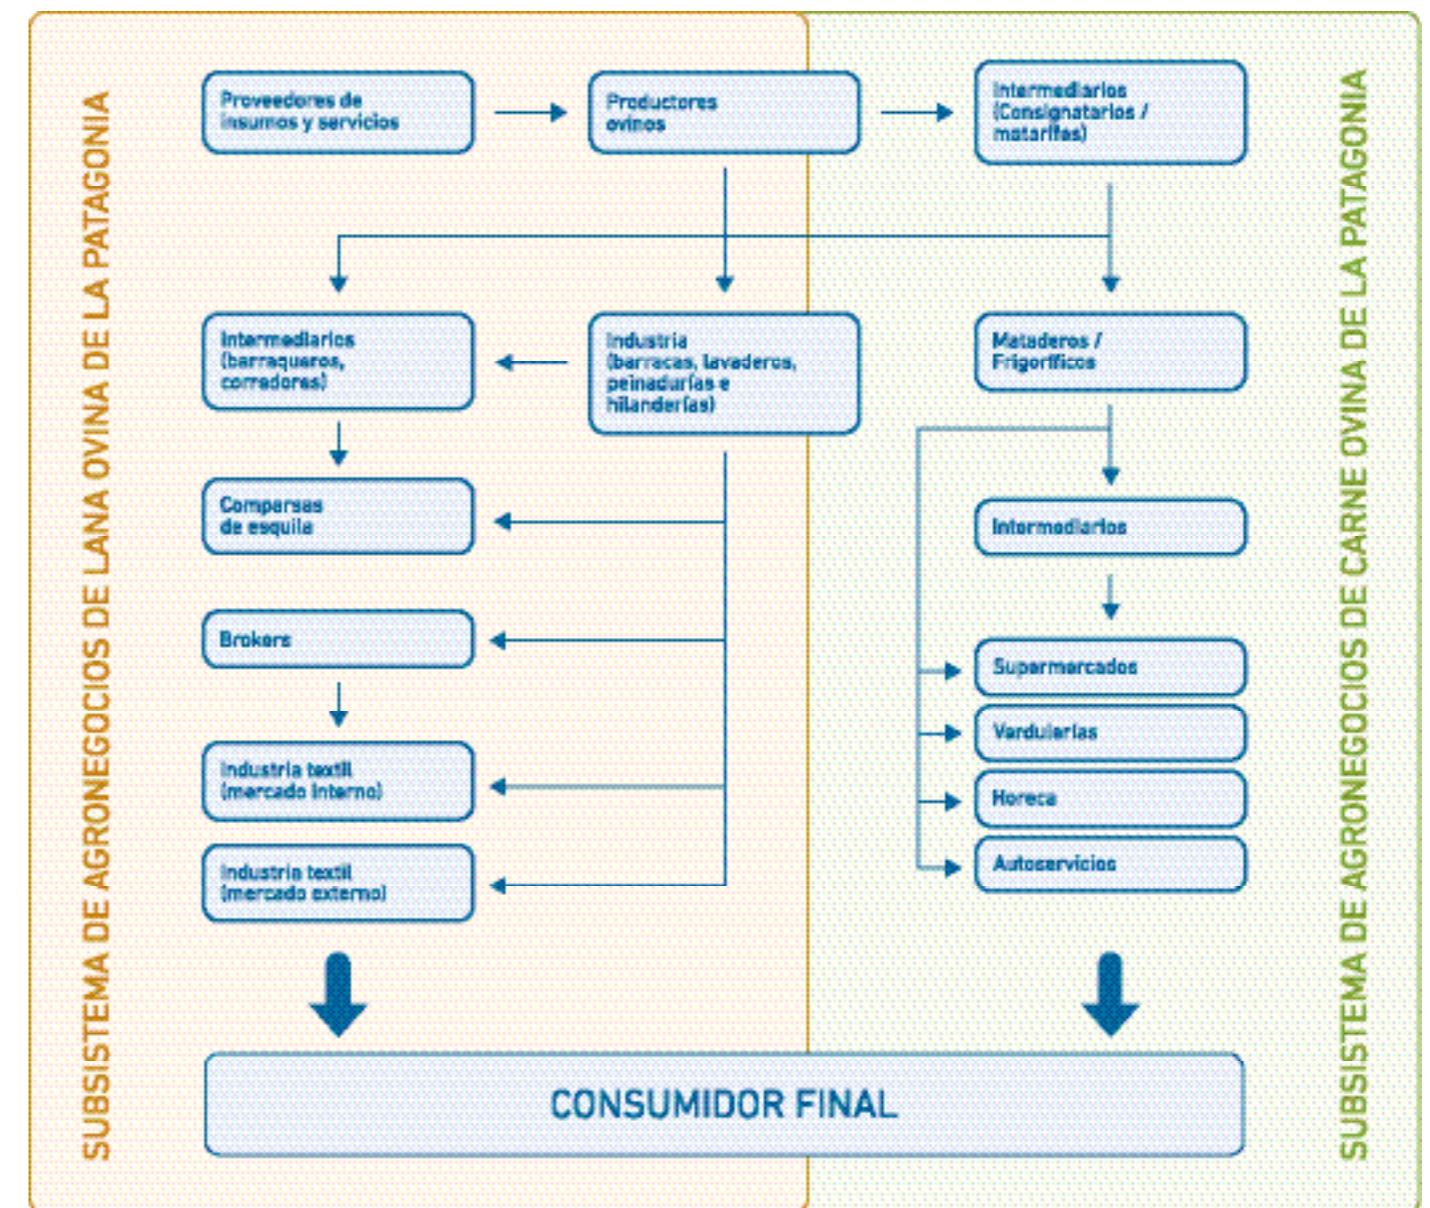 SUBSISTEMA DE AGRONEGOCIOS DE LANA OVINA DE LA PATAGONIA
Proveedores de
insumos y servicios
Productores
ovinos
Intermediarios
(Consignatarios /
matarifes)
Intermediarios
(barraqueros,
corredores)
Industria
(barracas, lavaderos,
peinadurías e
hilanderías)
Mataderos /
Frigoríficos
Comparsas
de esquila
Intermediarios
Brokers
Supermercados
Verdulerías
Industria textil
(mercado interno)
Horeca
Industria textil
(mercado externo)
Autoservicios
CONSUMIDOR FINAL
SUBSISTEMA DE AGRONEGOCIOS DE CARNE OVINA DE LA PATAGONIA